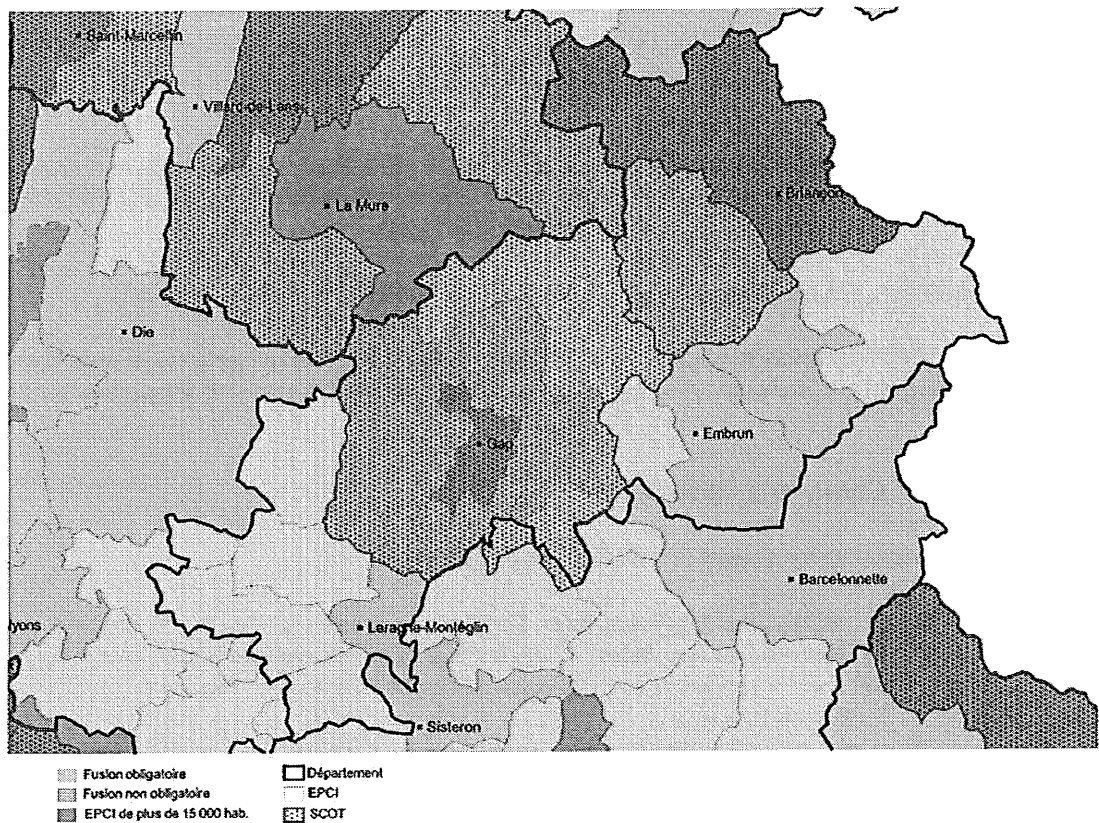 Saint-Marcellin
Villard-de-Lans
La Mure
Briançon
Die
Gap
Embrun
Barcelonnette
lyons
Laragne-Montéglin
Sisteron
Fusion obligatoire
Département
Fusion non obligatoire
EPCI
EPCI de plus de 15 000 hab.
SCOT